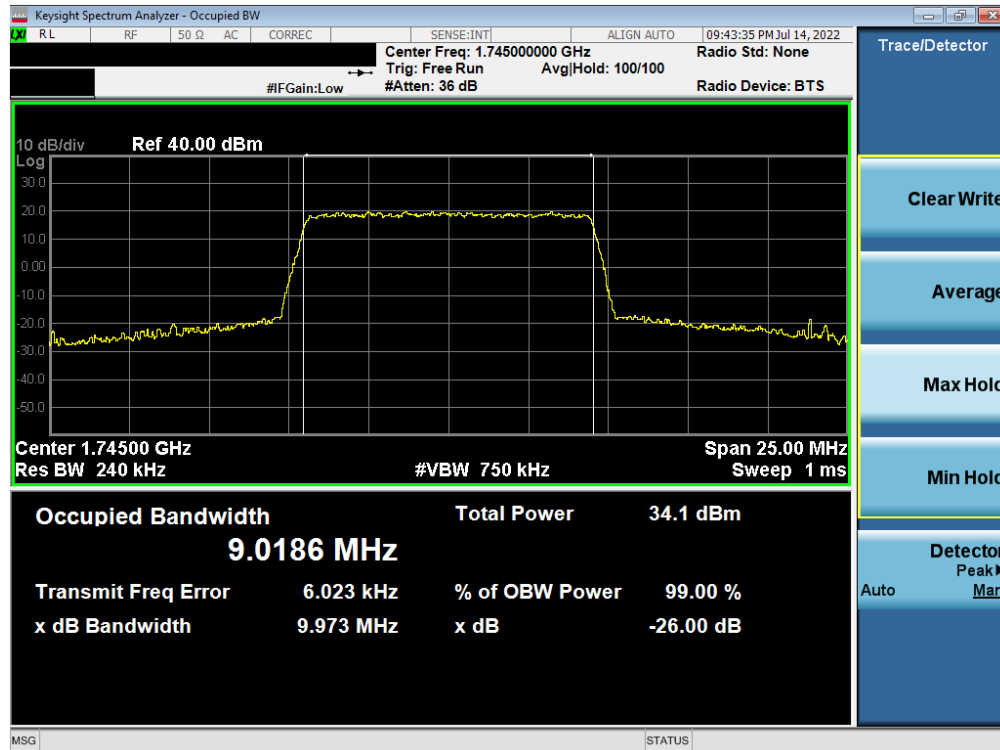 Keysight Spectrum Analyzer - Occupied BW
LXI RL RF 50 Ω AC CORREC SENSE:INT ALIGN AUTO 09:43:35 PM Jul 14, 2022
Center Freq: 1.745000000 GHz Radio Std: None
Trig: Free Run Avg|Hold: 100/100
#IFGain:Low #Atten: 36 dB Radio Device: BTS
Trace/Detector
10 dB/div Ref 40.00 dBm
Log
30.0
20.0
10.0
0.00
-10.0
-20.0
-30.0
-40.0
-50.0
Center 1.74500 GHz Span 25.00 MHz
Res BW 240 kHz #VBW 750 kHz Sweep 1 ms
Occupied Bandwidth Total Power 34.1 dBm
9.0186 MHz
Transmit Freq Error 6.023 kHz % of OBW Power 99.00 %
x dB Bandwidth 9.973 MHz x dB -26.00 dB
Clear Write
Average
Max Hold
Min Hold
Detector
Peak▶
Auto Man
MSG STATUS